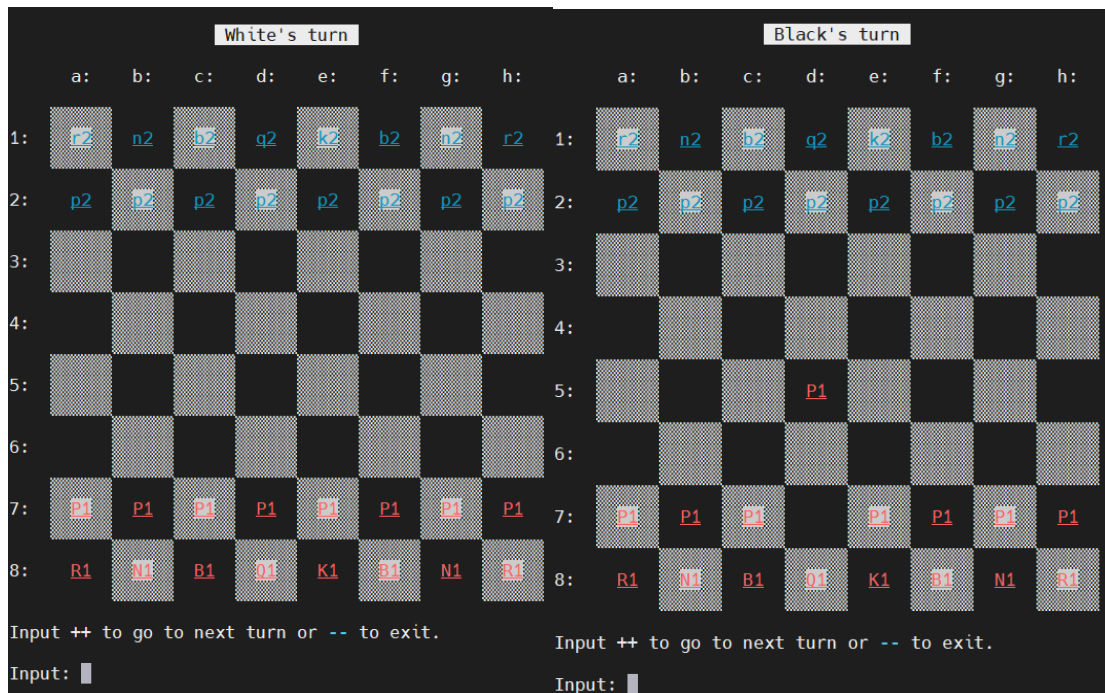 White's turn
a: b: c: d: e: f: g: h:
1: r2 n2 b2 q2 k2 b2 n2 r2
2: p2 p2 p2 p2 p2 p2 p2 p2
3:
4:
5:
6:
7: P1 P1 P1 P1 P1 P1 P1 P1
8: R1 N1 B1 Q1 K1 B1 N1 R1
Input ++ to go to next turn or -- to exit.
Input:
Black's turn
a: b: c: d: e: f: g: h:
1: r2 n2 b2 q2 k2 b2 n2 r2
2: p2 p2 p2 p2 p2 p2 p2 p2
3:
4:
5: P1
6:
7: P1 P1 P1 P1 P1 P1 P1
8: R1 N1 B1 Q1 K1 B1 N1 R1
Input ++ to go to next turn or -- to exit.
Input: